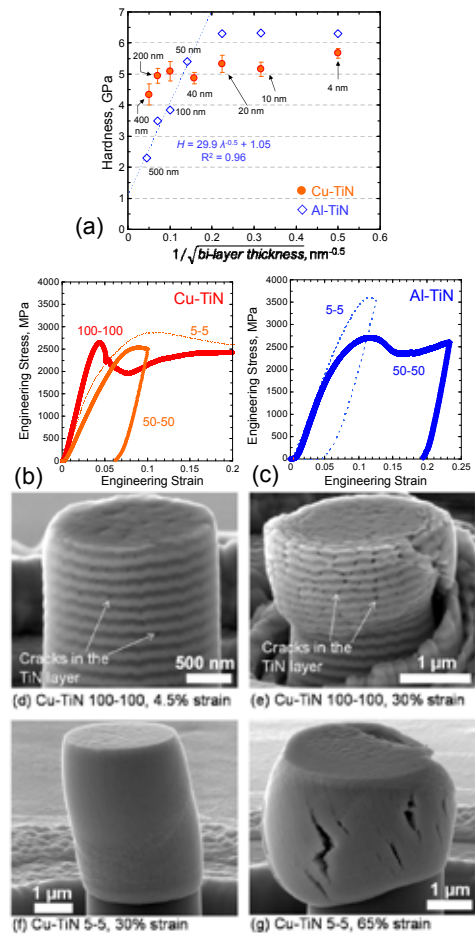 7
6
5
4
3
2
1
0
Hardness, GPa
200 nm
50 nm
400 nm
100 nm
40 nm
20 nm
10 nm
4 nm
500 nm
H = 29.9 λ^-0.5 + 1.05
R² = 0.96
Cu-TiN
Al-TiN
0 0.1 0.2 0.3 0.4 0.5 0.6
1/√bi-layer thickness, nm^-0.5
(a)
Engineering Stress, MPa
4000
3500
3000
2500
2000
1500
1000
500
0
Cu-TiN
100-100
5-5
50-50
0 0.05 0.1 0.15 0.2
Engineering Strain
(b)
Engineering Stress, MPa
4000
3500
3000
2500
2000
1500
1000
500
0
Al-TiN
5-5
50-50
0 0.05 0.1 0.15 0.2 0.25
Engineering Strain
(c)
Cracks in the
TiN layer
500 nm
(d) Cu-TiN 100-100, 4.5% strain
Cracks in the
TiN layer
1 μm
(e) Cu-TiN 100-100, 30% strain
1 μm
(f) Cu-TiN 5-5, 30% strain
1 μm
(g) Cu-TiN 5-5, 65% strain